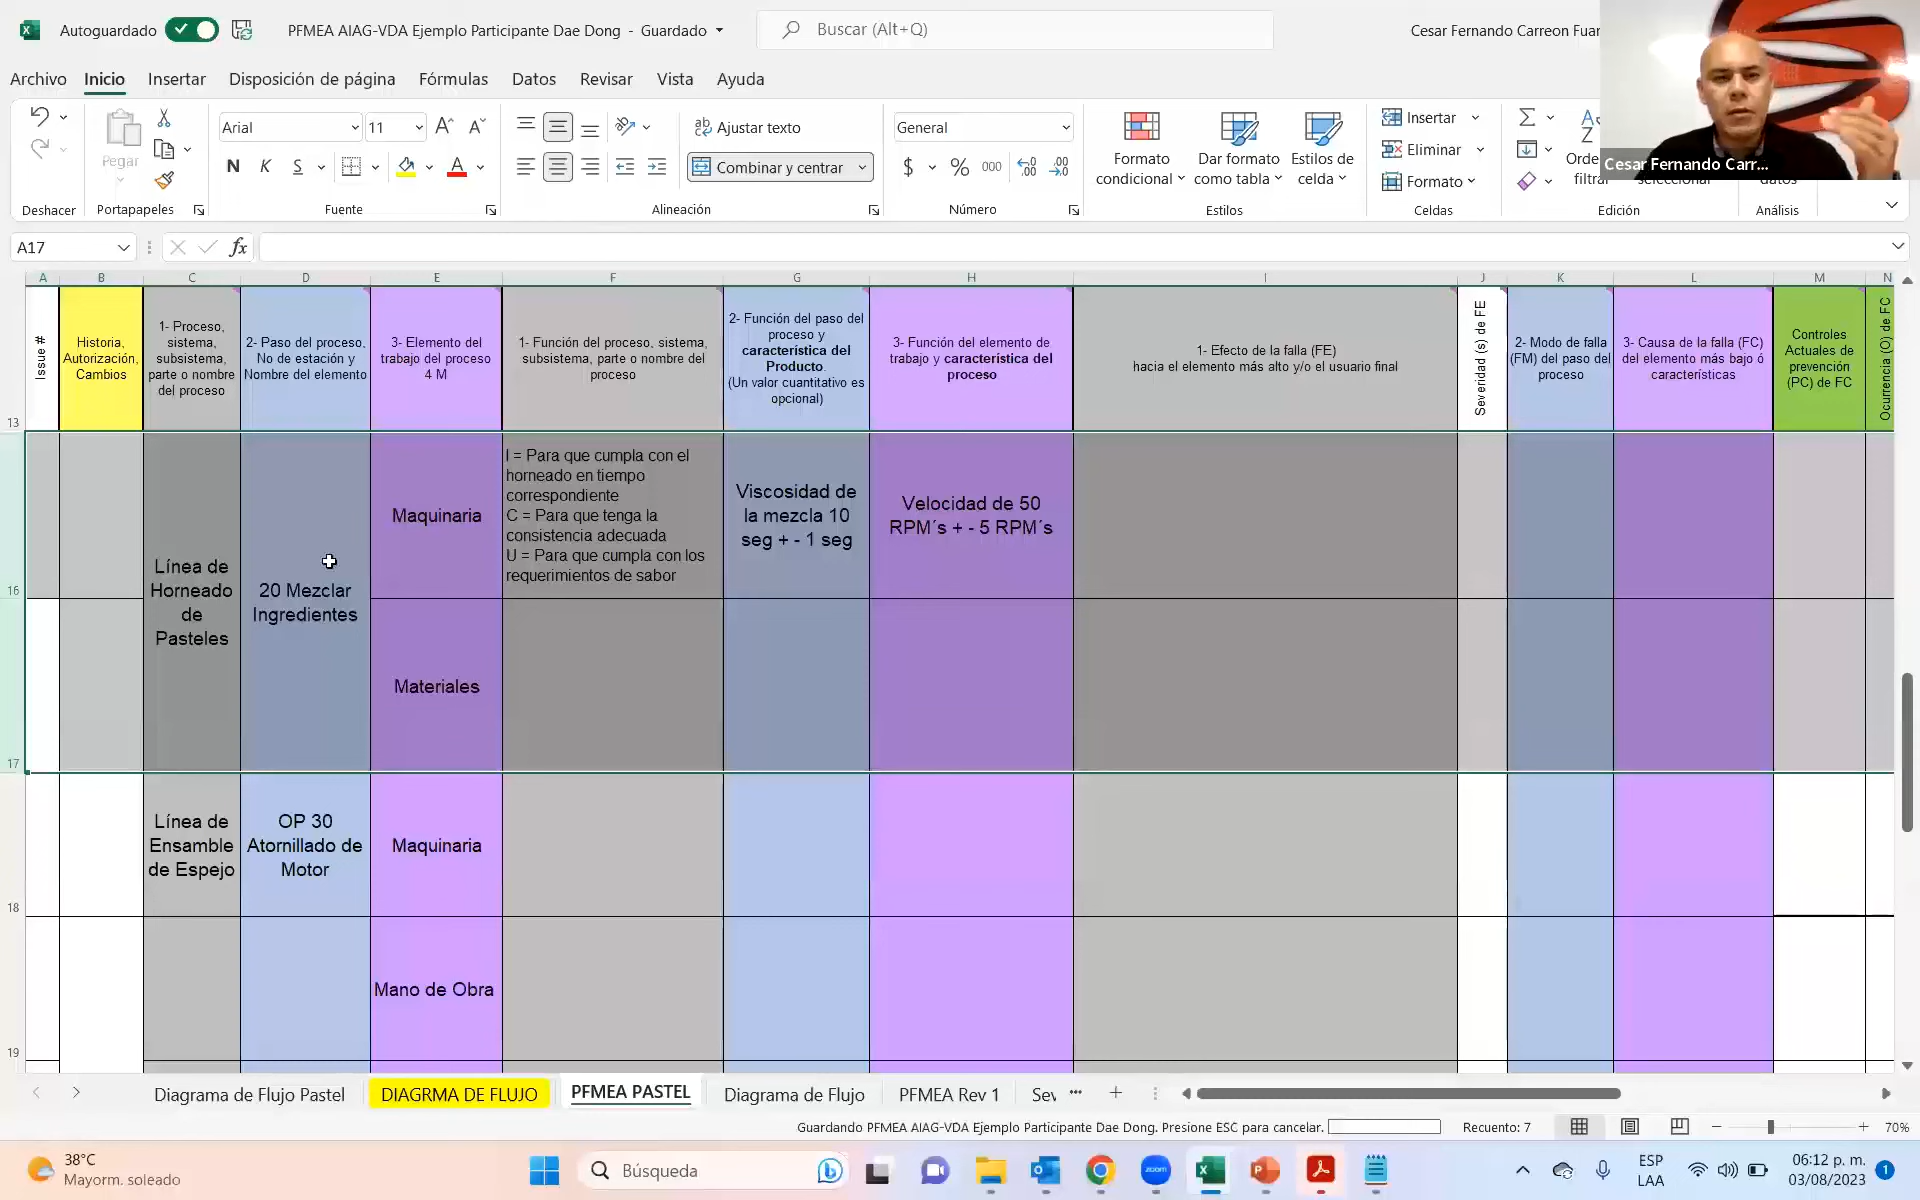 Autoguardado
PFMEA AIAG-VDA Ejemplo Participante Dae Dong - Guardado
Buscar (Alt+Q)
Cesar Fernando Carreon Fuar
Archivo Inicio Insertar Disposición de página Fórmulas Datos Revisar Vista Ayuda
Pegar
Arial
11
N K S
Ajustar texto
Combinar y centrar
General
$ % 000
Formato
condicional
Dar formato
como tabla
Estilos de
celda
Insertar
Eliminar
Formato
Orde
filtra
seleccionar
datos
Cesar Fernando Carr...
Deshacer
Portapapeles
Fuente
Alineación
Número
Estilos
Celdas
Edición
Análisis
A17
fx
A B C D E F G H I J K L M N
13
Issue #
Historia,
Autorización,
Cambios
1- Proceso,
sistema,
subsistema,
parte o nombre
del proceso
2- Paso del proceso,
No de estación y
Nombre del elemento
3- Elemento del
trabajo del proceso
4 M
1- Función del proceso, sistema,
subsistema, parte o nombre del
proceso
2- Función del paso del
proceso y
característica del
Producto.
(Un valor cuantitativo es
opcional)
3- Función del elemento de
trabajo y característica del
proceso
1- Efecto de la falla (FE)
hacia el elemento más alto y/o el usuario final
Severidad (s) de FE
2- Modo de falla
(FM) del paso del
proceso
3- Causa de la falla (FC)
del elemento más bajo ó
características
Controles
Actuales de
prevención
(PC) de FC
Ocurrencia (O) de FC
16
Línea de
Horneado
de
Pasteles
20 Mezclar
Ingredientes
Maquinaria
I = Para que cumpla con el
horneado en tiempo
correspondiente
C = Para que tenga la
consistencia adecuada
U = Para que cumpla con los
requerimientos de sabor
Viscosidad de
la mezcla 10
seg + - 1 seg
Velocidad de 50
RPM´s + - 5 RPM´s
17
Materiales
18
Línea de
Ensamble
de Espejo
OP 30
Atornillado de
Motor
Maquinaria
19
Mano de Obra
Diagrama de Flujo Pastel
DIAGRMA DE FLUJO
PFMEA PASTEL
Diagrama de Flujo
PFMEA Rev 1
Sev
Guardando PFMEA AIAG-VDA Ejemplo Participante Dae Dong. Presione ESC para cancelar.
Recuento: 7
70%
38°C
Mayorm. soleado
Búsqueda
zoom
ESP
LAA
06:12 p. m.
03/08/2023
1